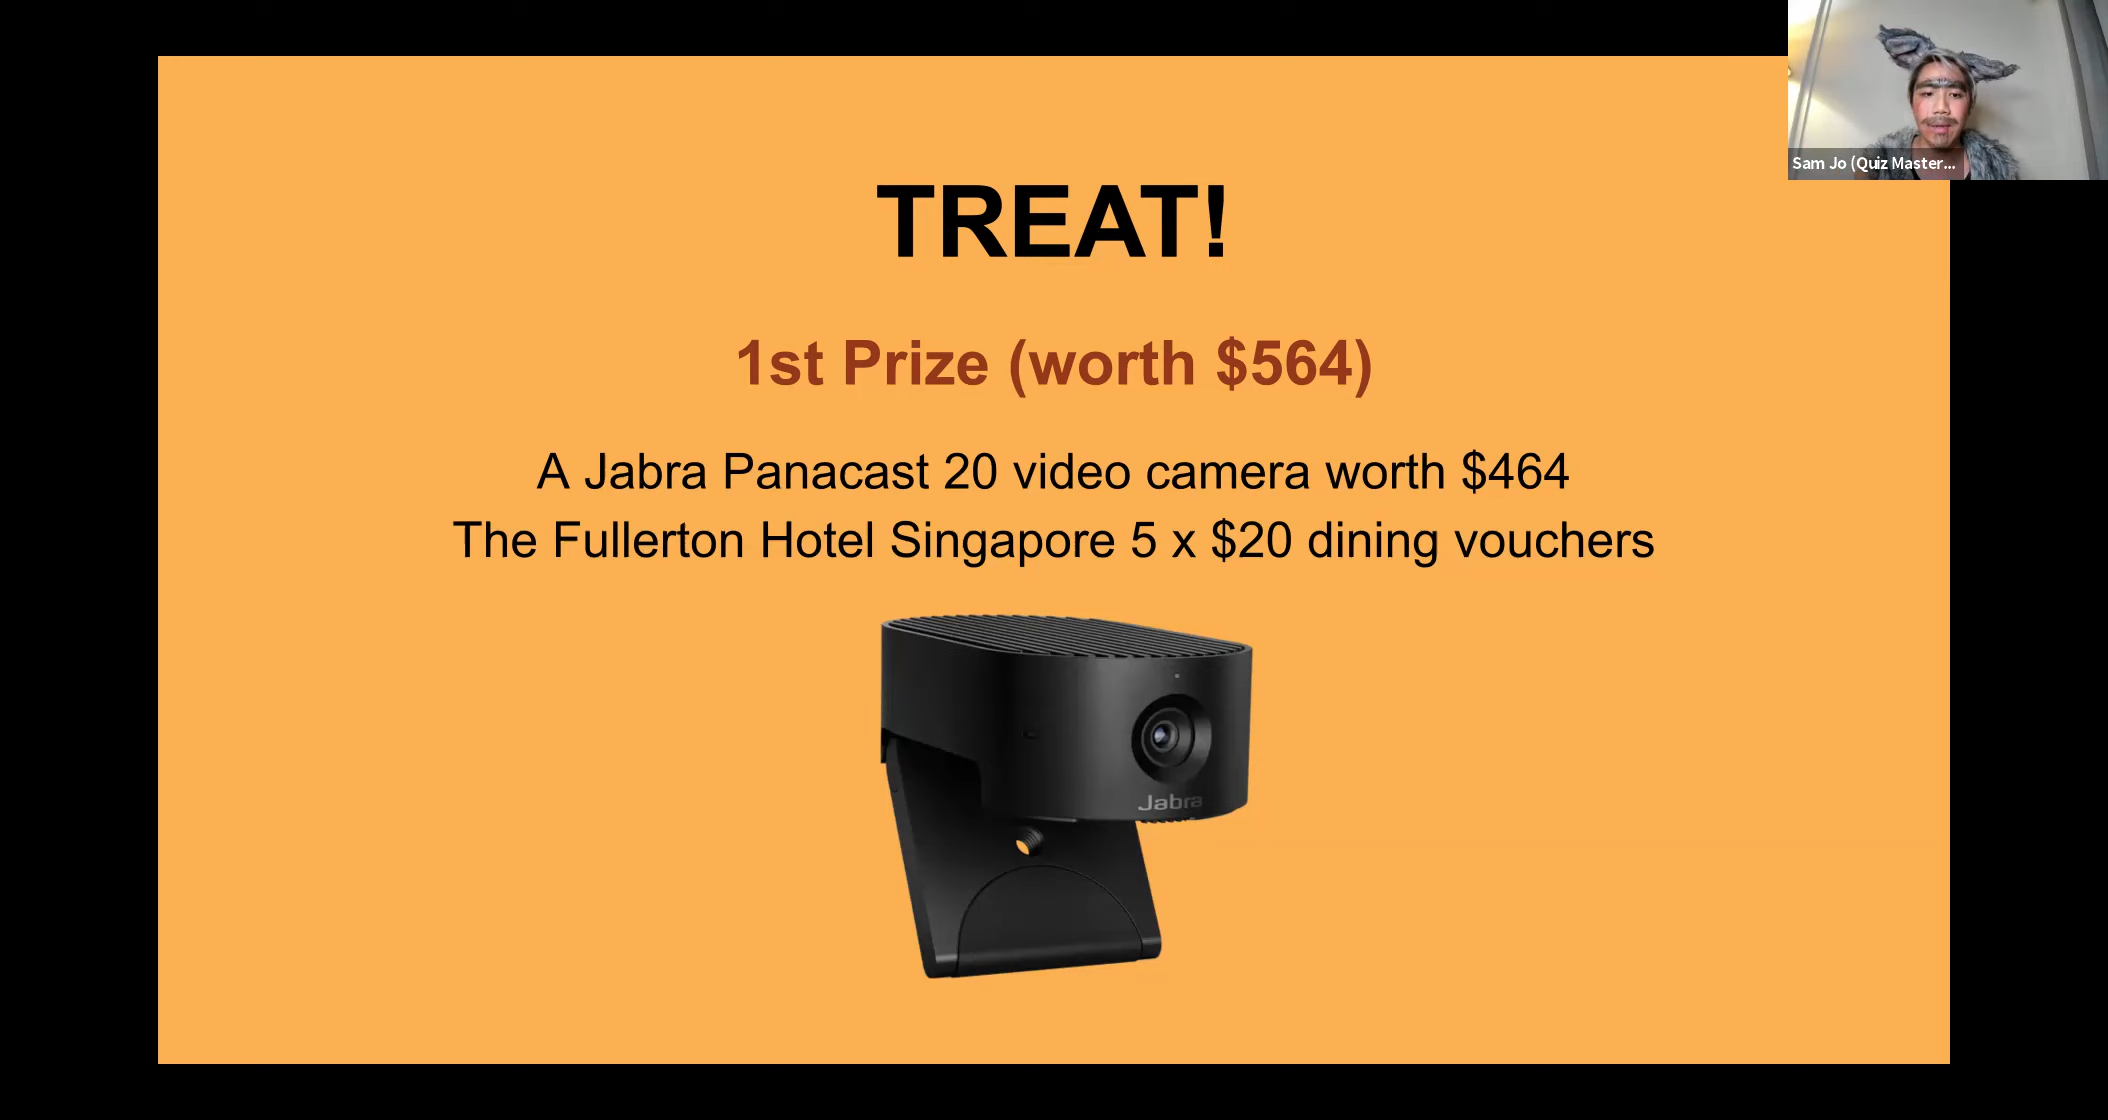 TREAT!
1st Prize (worth $564)
A Jabra Panacast 20 video camera worth $464
The Fullerton Hotel Singapore 5 x $20 dining vouchers
Jabra
Sam Jo (Quiz Master...